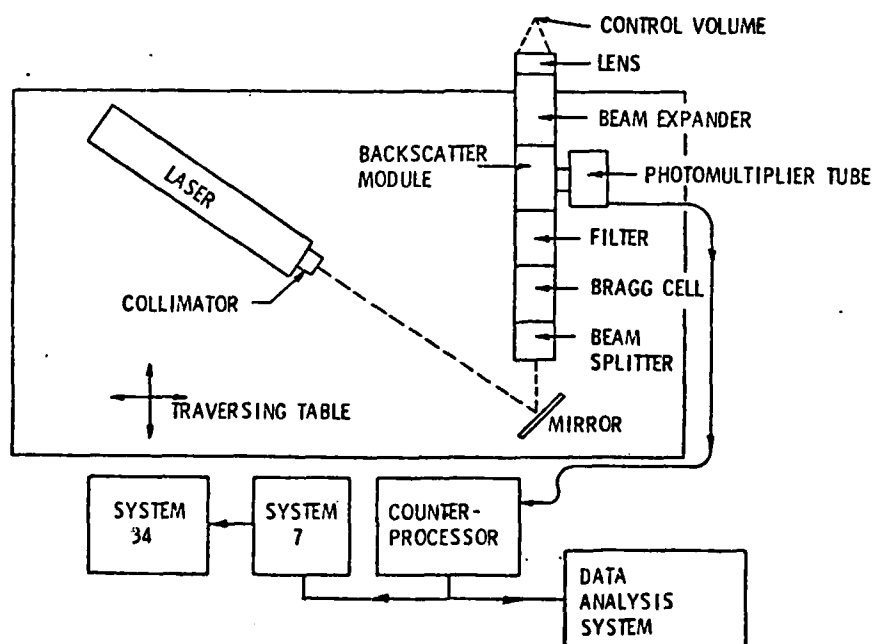 CONTROL VOLUME
LENS
BEAM EXPANDER
BACKSCATTER
MODULE
PHOTOMULTIPLIER TUBE
LASER
FILTER
COLLIMATOR
BRAGG CELL
BEAM
SPLITTER
TRAVERSING TABLE
MIRROR
SYSTEM
34
SYSTEM
7
COUNTER-
PROCESSOR
DATA
ANALYSIS
SYSTEM